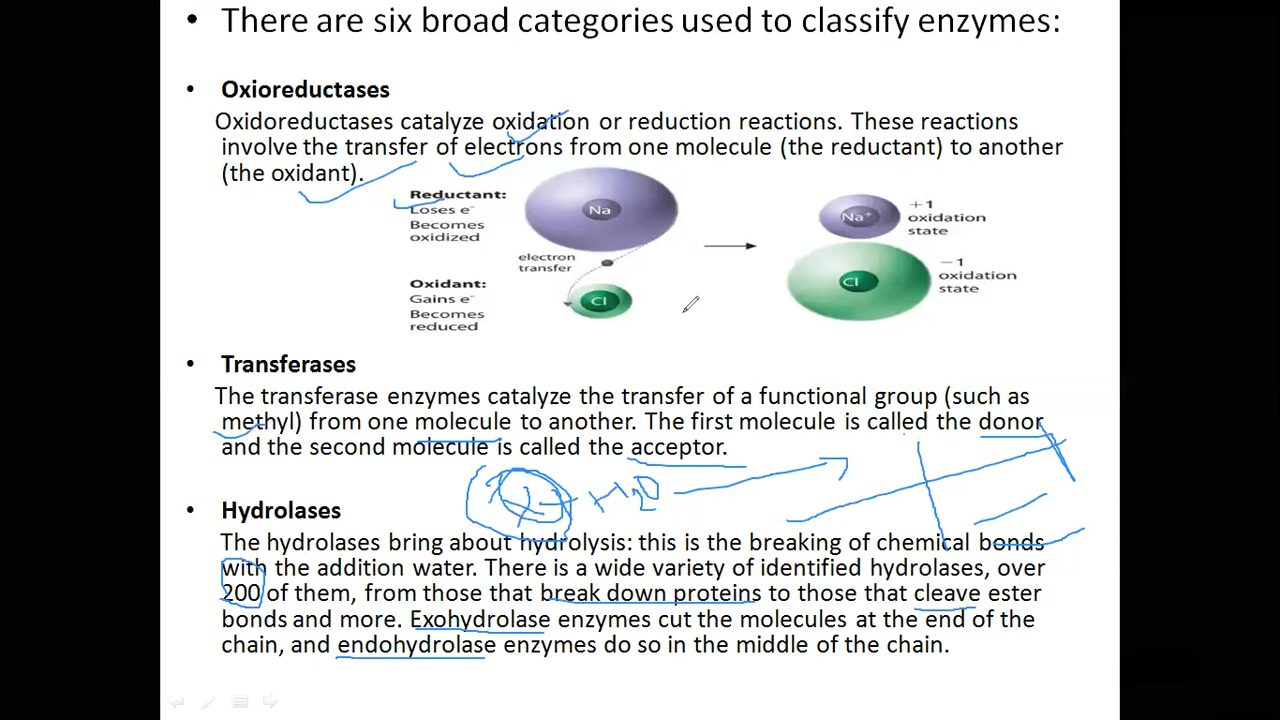 • There are six broad categories used to classify enzymes:
• Oxioreductases
Oxidoreductases catalyze oxidation or reduction reactions. These reactions
involve the transfer of electrons from one molecule (the reductant) to another
(the oxidant).
Reductant:
Loses e⁻
Becomes
oxidized
Na
electron
transfer
Oxidant:
Gains e⁻
Becomes
reduced
Cl
Na⁺
+1
oxidation
state
Cl⁻
−1
oxidation
state
• Transferases
The transferase enzymes catalyze the transfer of a functional group (such as
methyl) from one molecule to another. The first molecule is called the donor
and the second molecule is called the acceptor.
H2O
• Hydrolases
The hydrolases bring about hydrolysis: this is the breaking of chemical bonds
with the addition water. There is a wide variety of identified hydrolases, over
200 of them, from those that break down proteins to those that cleave ester
bonds and more. Exohydrolase enzymes cut the molecules at the end of the
chain, and endohydrolase enzymes do so in the middle of the chain.